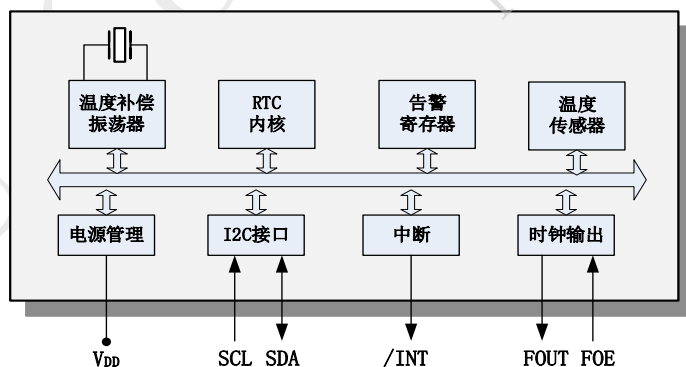 温度补偿
振荡器
RTC
内核
告警
寄存器
温度
传感器
电源管理
I2C接口
中断
时钟输出
VDD
SCL SDA
/INT
FOUT FOE